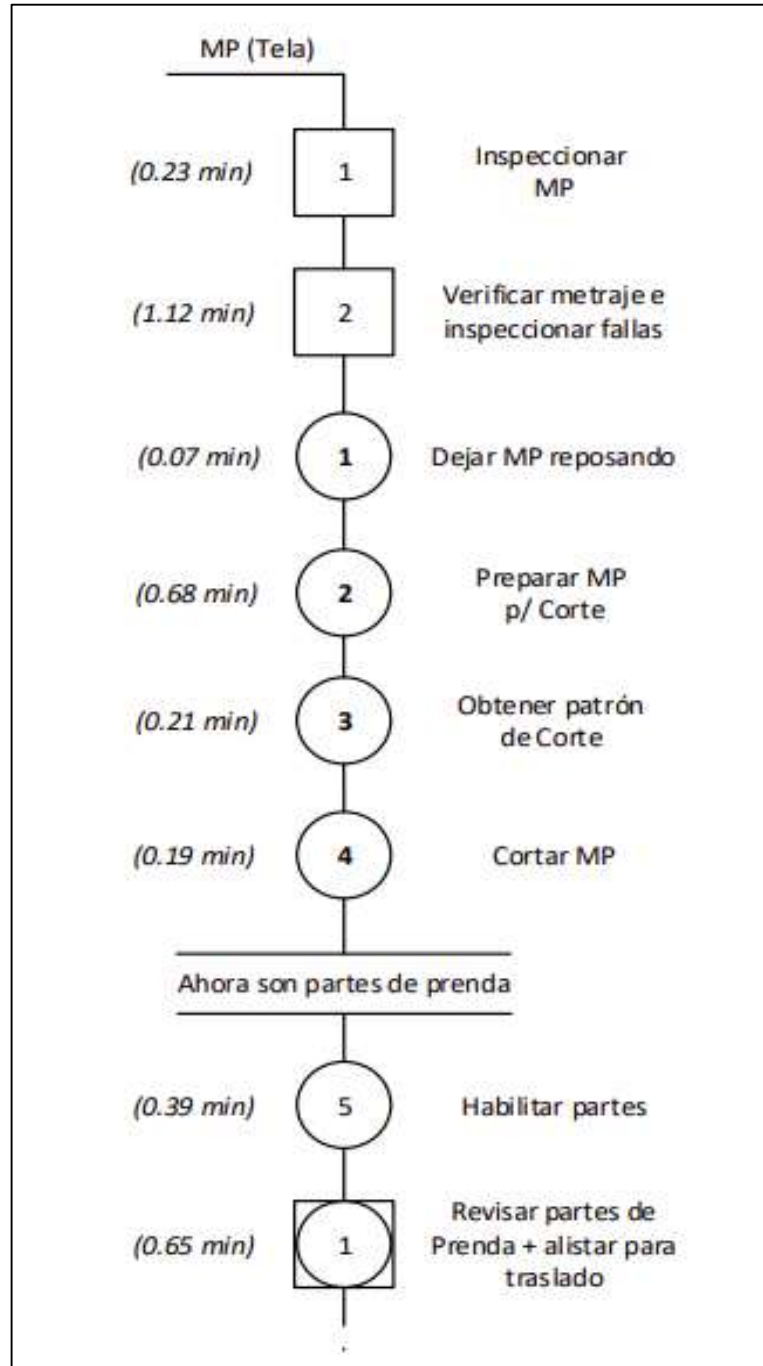 MP (Tela)
(0.23 min) 1 Inspeccionar
MP
(1.12 min) 2 Verificar metraje e
inspeccionar fallas
(0.07 min) 1 Dejar MP reposando
(0.68 min) 2 Preparar MP
p/ Corte
(0.21 min) 3 Obtener patrón
de Corte
(0.19 min) 4 Cortar MP
Ahora son partes de prenda
(0.39 min) 5 Habilitar partes
(0.65 min) 1 Revisar partes de
Prenda + alistar para
traslado